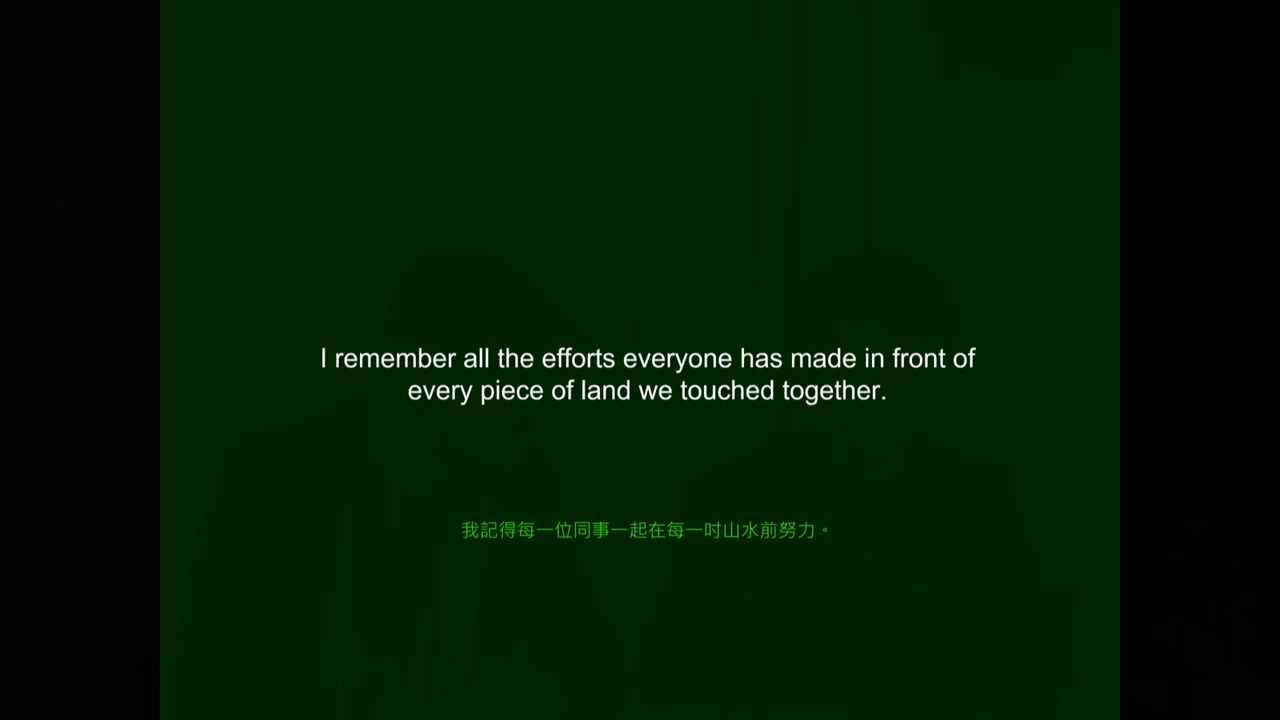 I remember all the efforts everyone has made in front of
every piece of land we touched together.
我記得每一位同事一起在每一吋山水前努力。